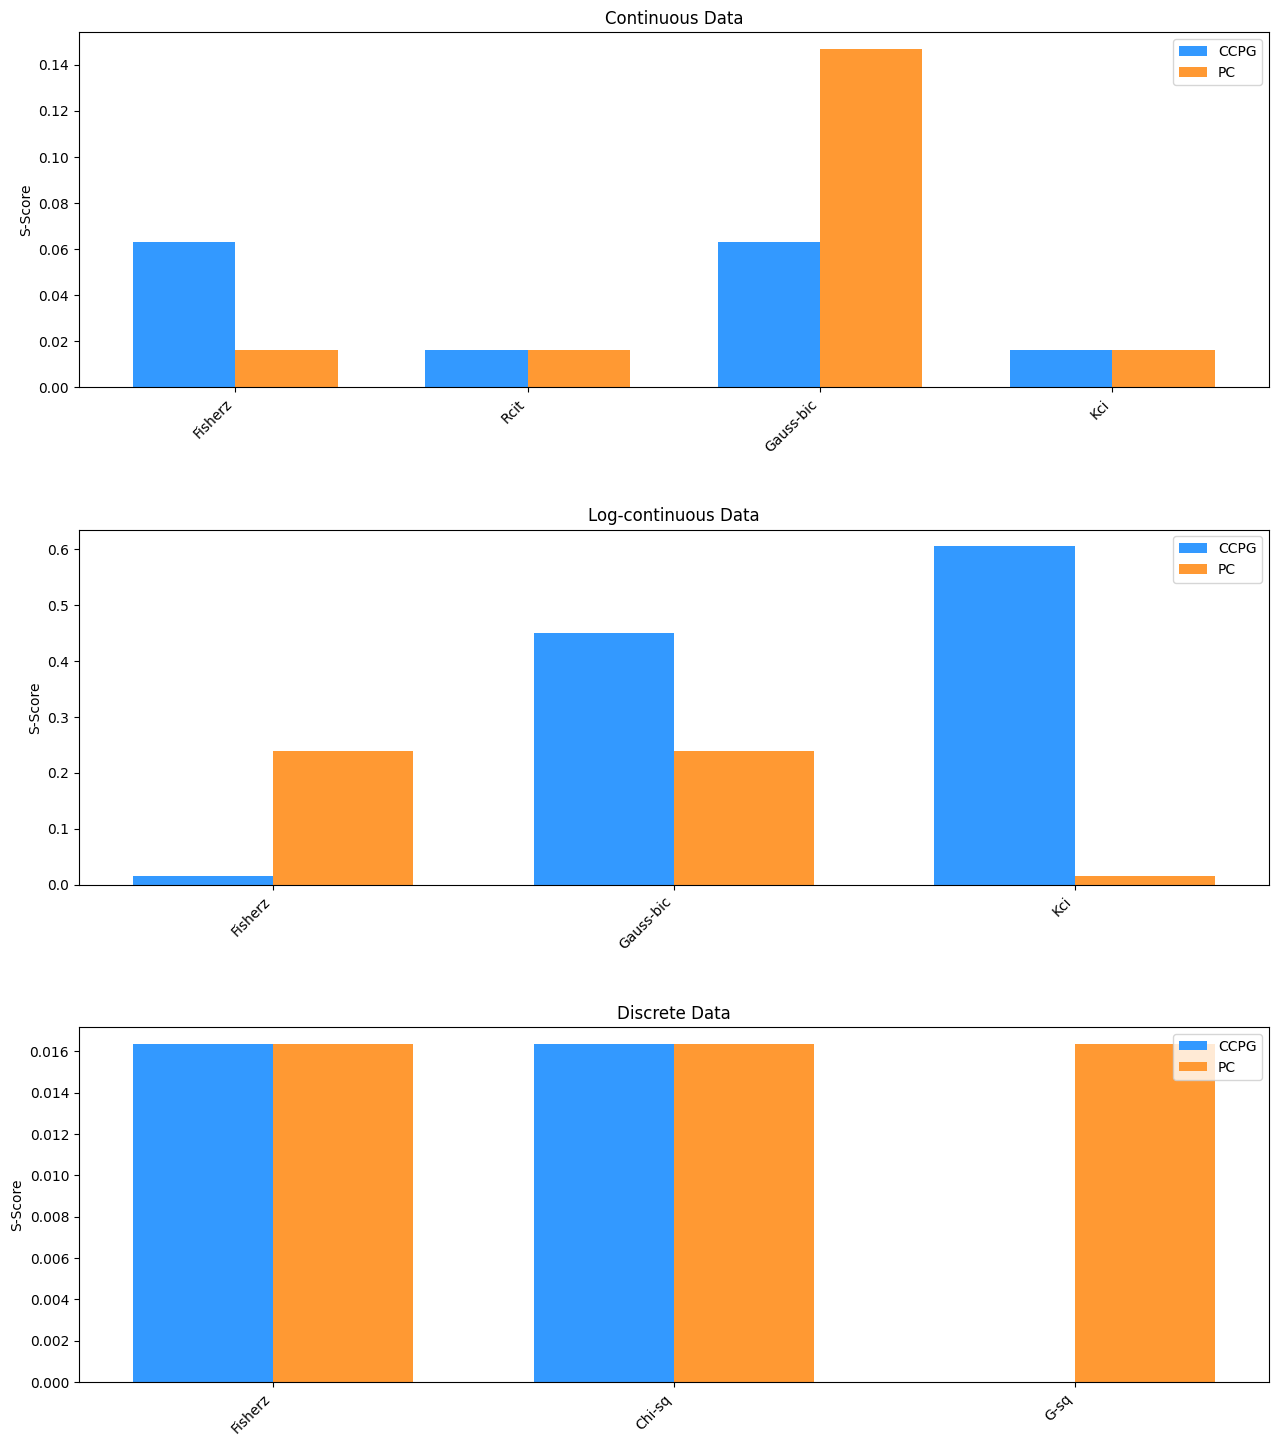 Continuous Data
CCPG
PC
S-Score
0.14
0.12
0.10
0.08
0.06
0.04
0.02
0.00
Fisherz
Rcit
Gauss-bic
Kci
Log-continuous Data
CCPG
PC
S-Score
0.6
0.5
0.4
0.3
0.2
0.1
0.0
Fisherz
Gauss-bic
Kci
Discrete Data
CCPG
PC
S-Score
0.016
0.014
0.012
0.010
0.008
0.006
0.004
0.002
0.000
Fisherz
Chi-sq
G-sq